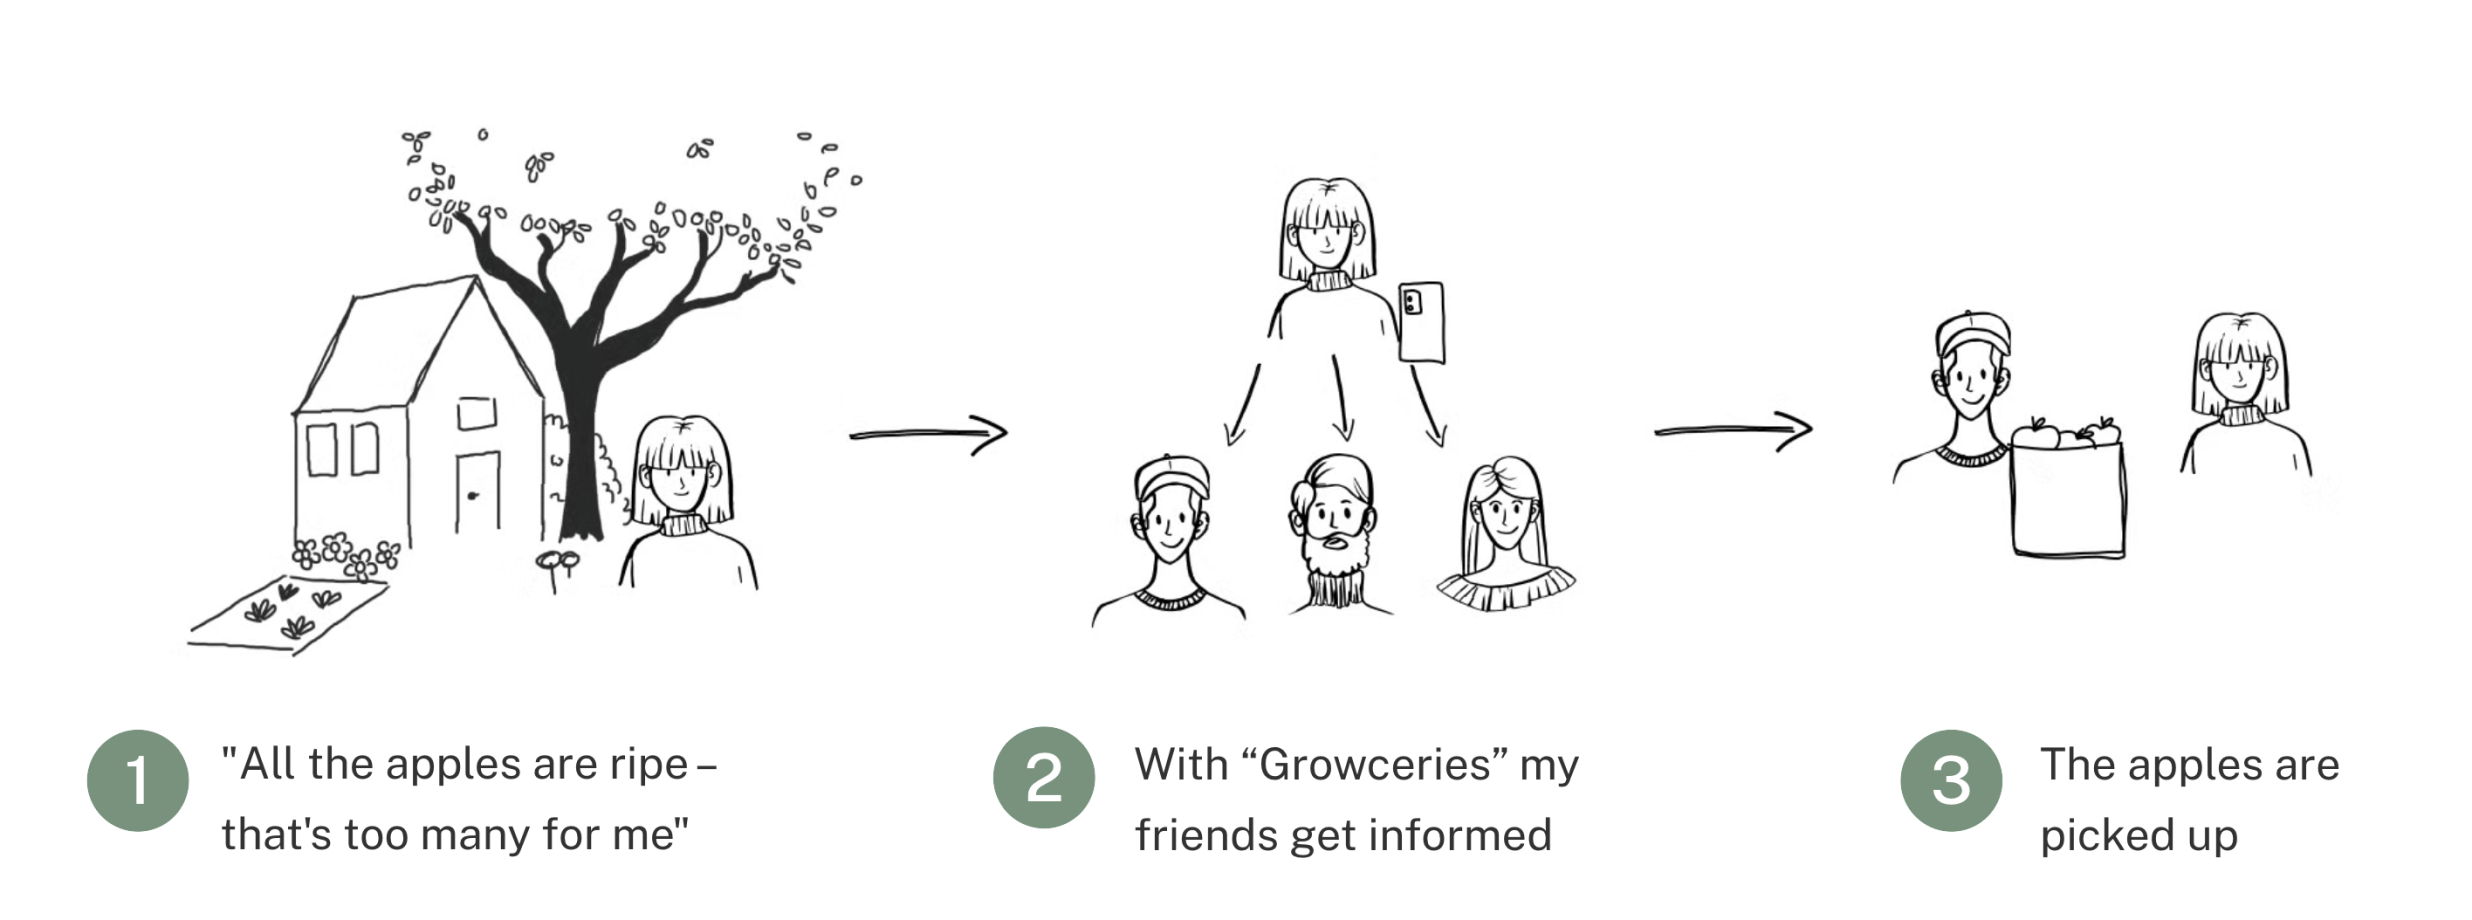 1
"All the apples are ripe –
that's too many for me"
2
With “Growceries” my
friends get informed
3
The apples are
picked up